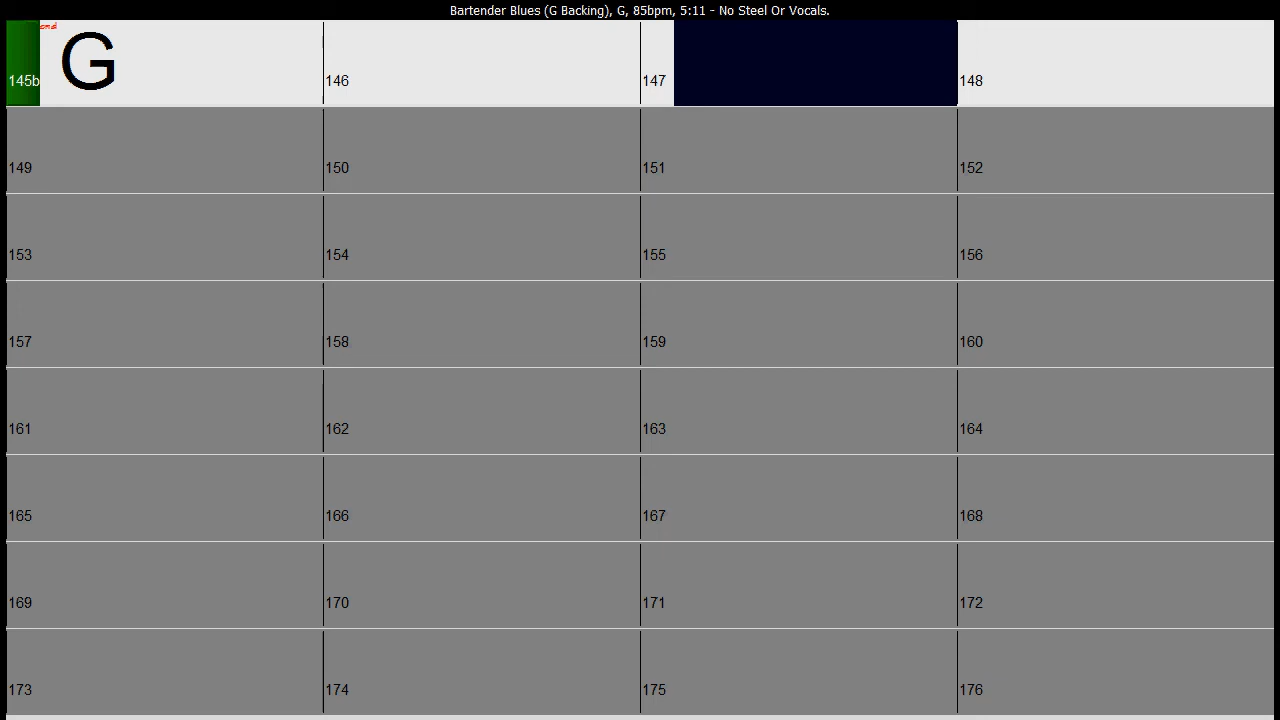 Bartender Blues (G Backing), G, 85bpm, 5:11 - No Steel Or Vocals.
end
145b G 146 147 148
149 150 151 152
153 154 155 156
157 158 159 160
161 162 163 164
165 166 167 168
169 170 171 172
173 174 175 176